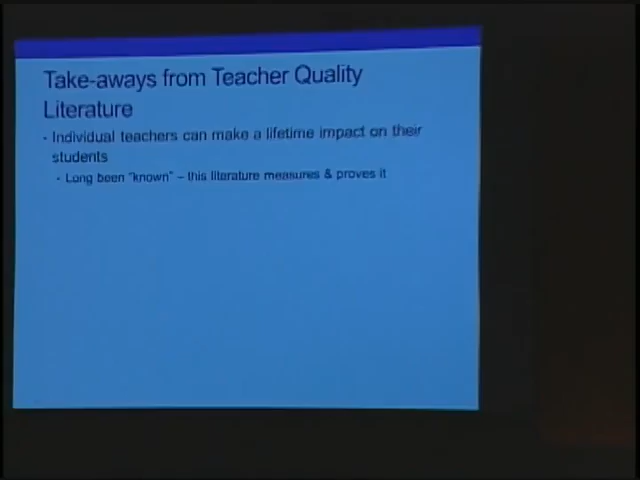 Take-aways from Teacher Quality
Literature
· Individual teachers can make a lifetime impact on their
students
· Long been "known" – this literature measures & proves it